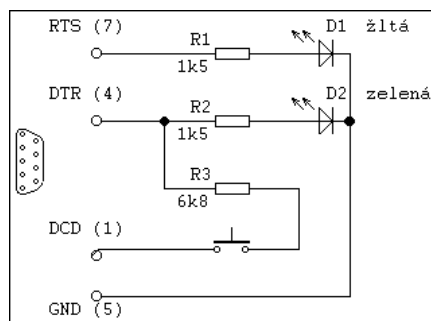 RTS (7)
R1
1k5
D1 žltá
DTR (4)
R2
1k5
D2 zelená
R3
6k8
DCD (1)
GND (5)